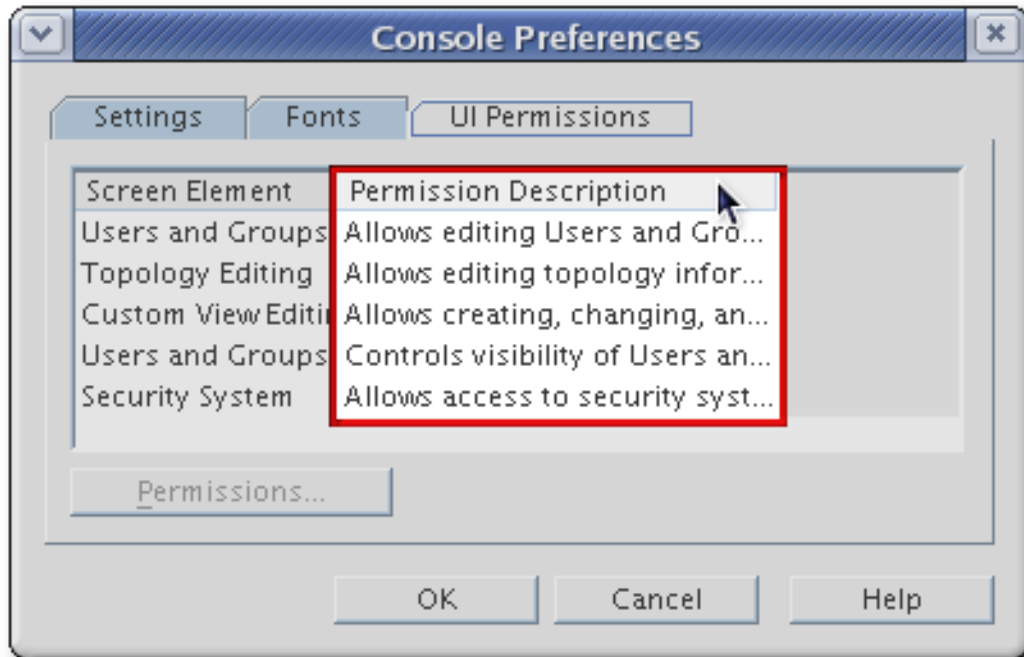 Console Preferences
Settings Fonts UI Permissions
Screen Element Permission Description
Users and Groups Allows editing Users and Gro...
Topology Editing Allows editing topology infor...
Custom View Editi Allows creating, changing, an...
Users and Groups Controls visibility of Users an...
Security System Allows access to security syst...
Permissions...
OK Cancel Help